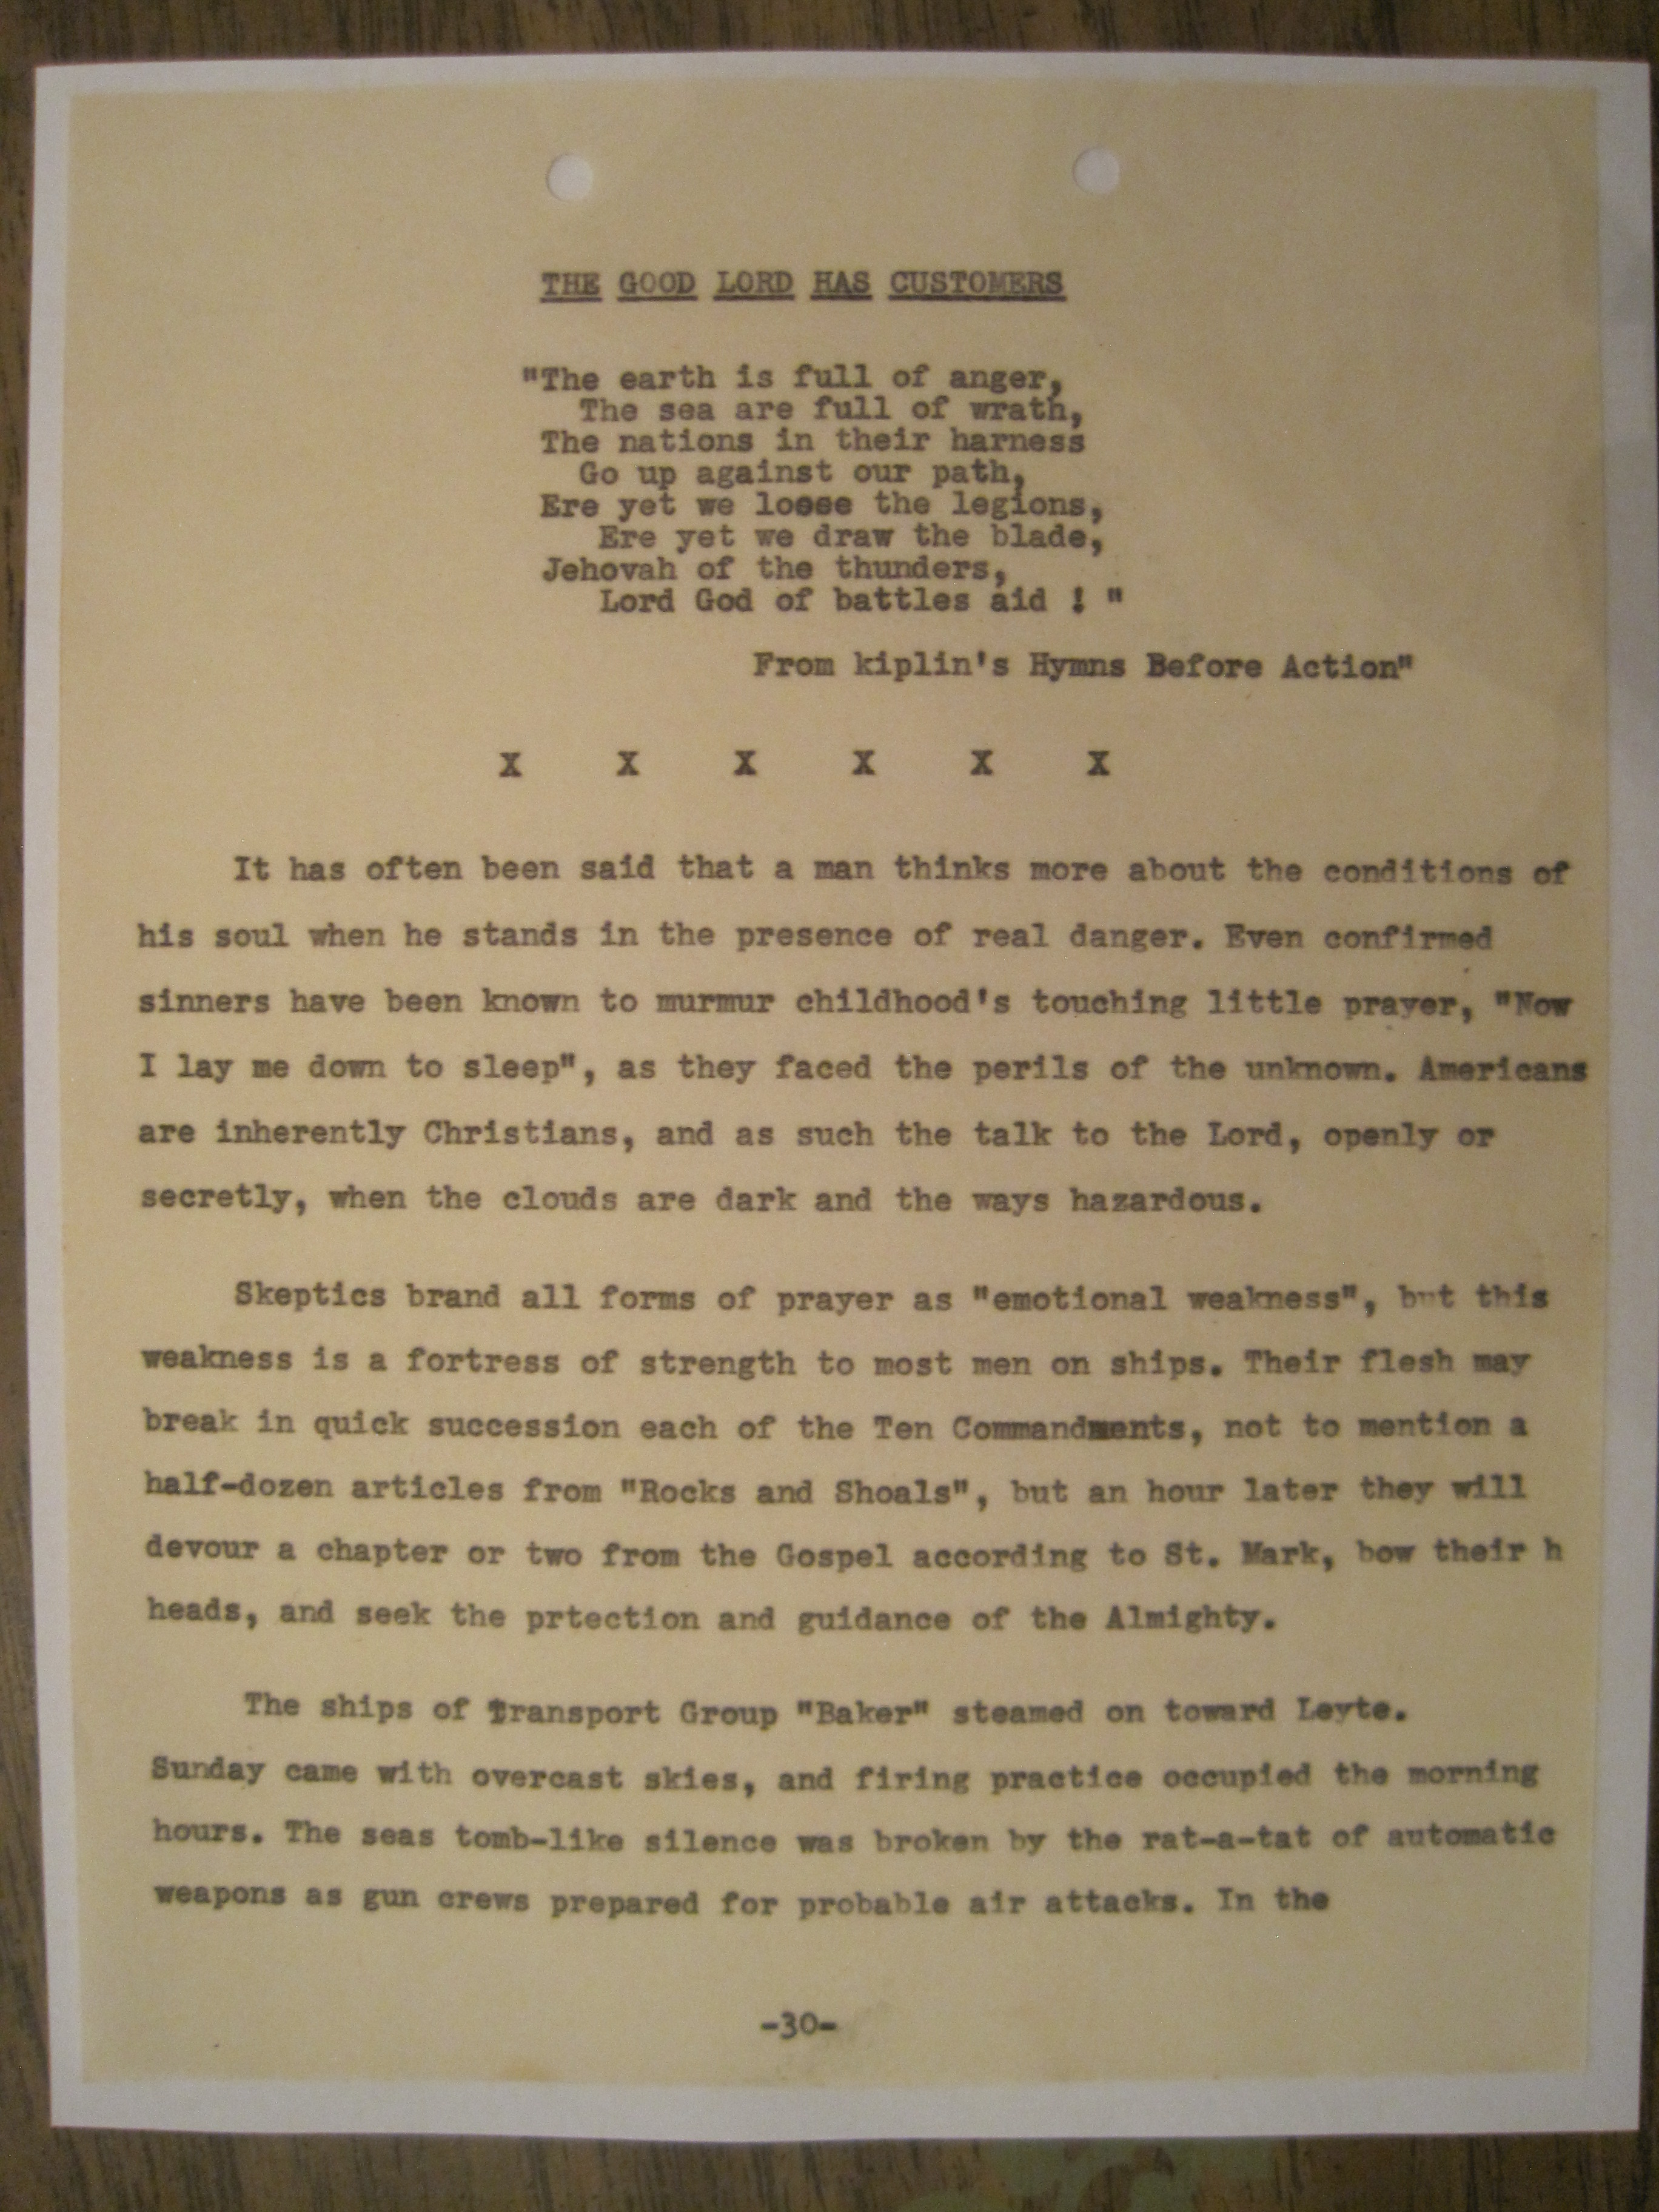 THE GOOD LORD HAS CUSTOMERS
"The earth is full of anger,
The sea are full of wrath,
The nations in their harness
Go up against our path,
Ere yet we loose the legions,
Ere yet we draw the blade,
Jehovah of the thunders,
Lord God of battles aid ! "
From kiplin's Hymns Before Action"
X X X X X X
It has often been said that a man thinks more about the conditions of
his soul when he stands in the presence of real danger. Even confirmed
sinners have been known to murmur childhood's touching little prayer, "Now
I lay me down to sleep", as they faced the perils of the unknown. Americans
are inherently Christians, and as such the talk to the Lord, openly or
secretly, when the clouds are dark and the ways hazardous.
Skeptics brand all forms of prayer as "emotional weakness", but this
weakness is a fortress of strength to most men on ships. Their flesh may
break in quick succession each of the Ten Commandments, not to mention a
half-dozen articles from "Rocks and Shoals", but an hour later they will
devour a chapter or two from the Gospel according to St. Mark, bow their h
heads, and seek the prtection and guidance of the Almighty.
The ships of Transport Group "Baker" steamed on toward Leyte.
Sunday came with overcast skies, and firing practice occupied the morning
hours. The seas tomb-like silence was broken by the rat-a-tat of automatic
weapons as gun crews prepared for probable air attacks. In the
-30-